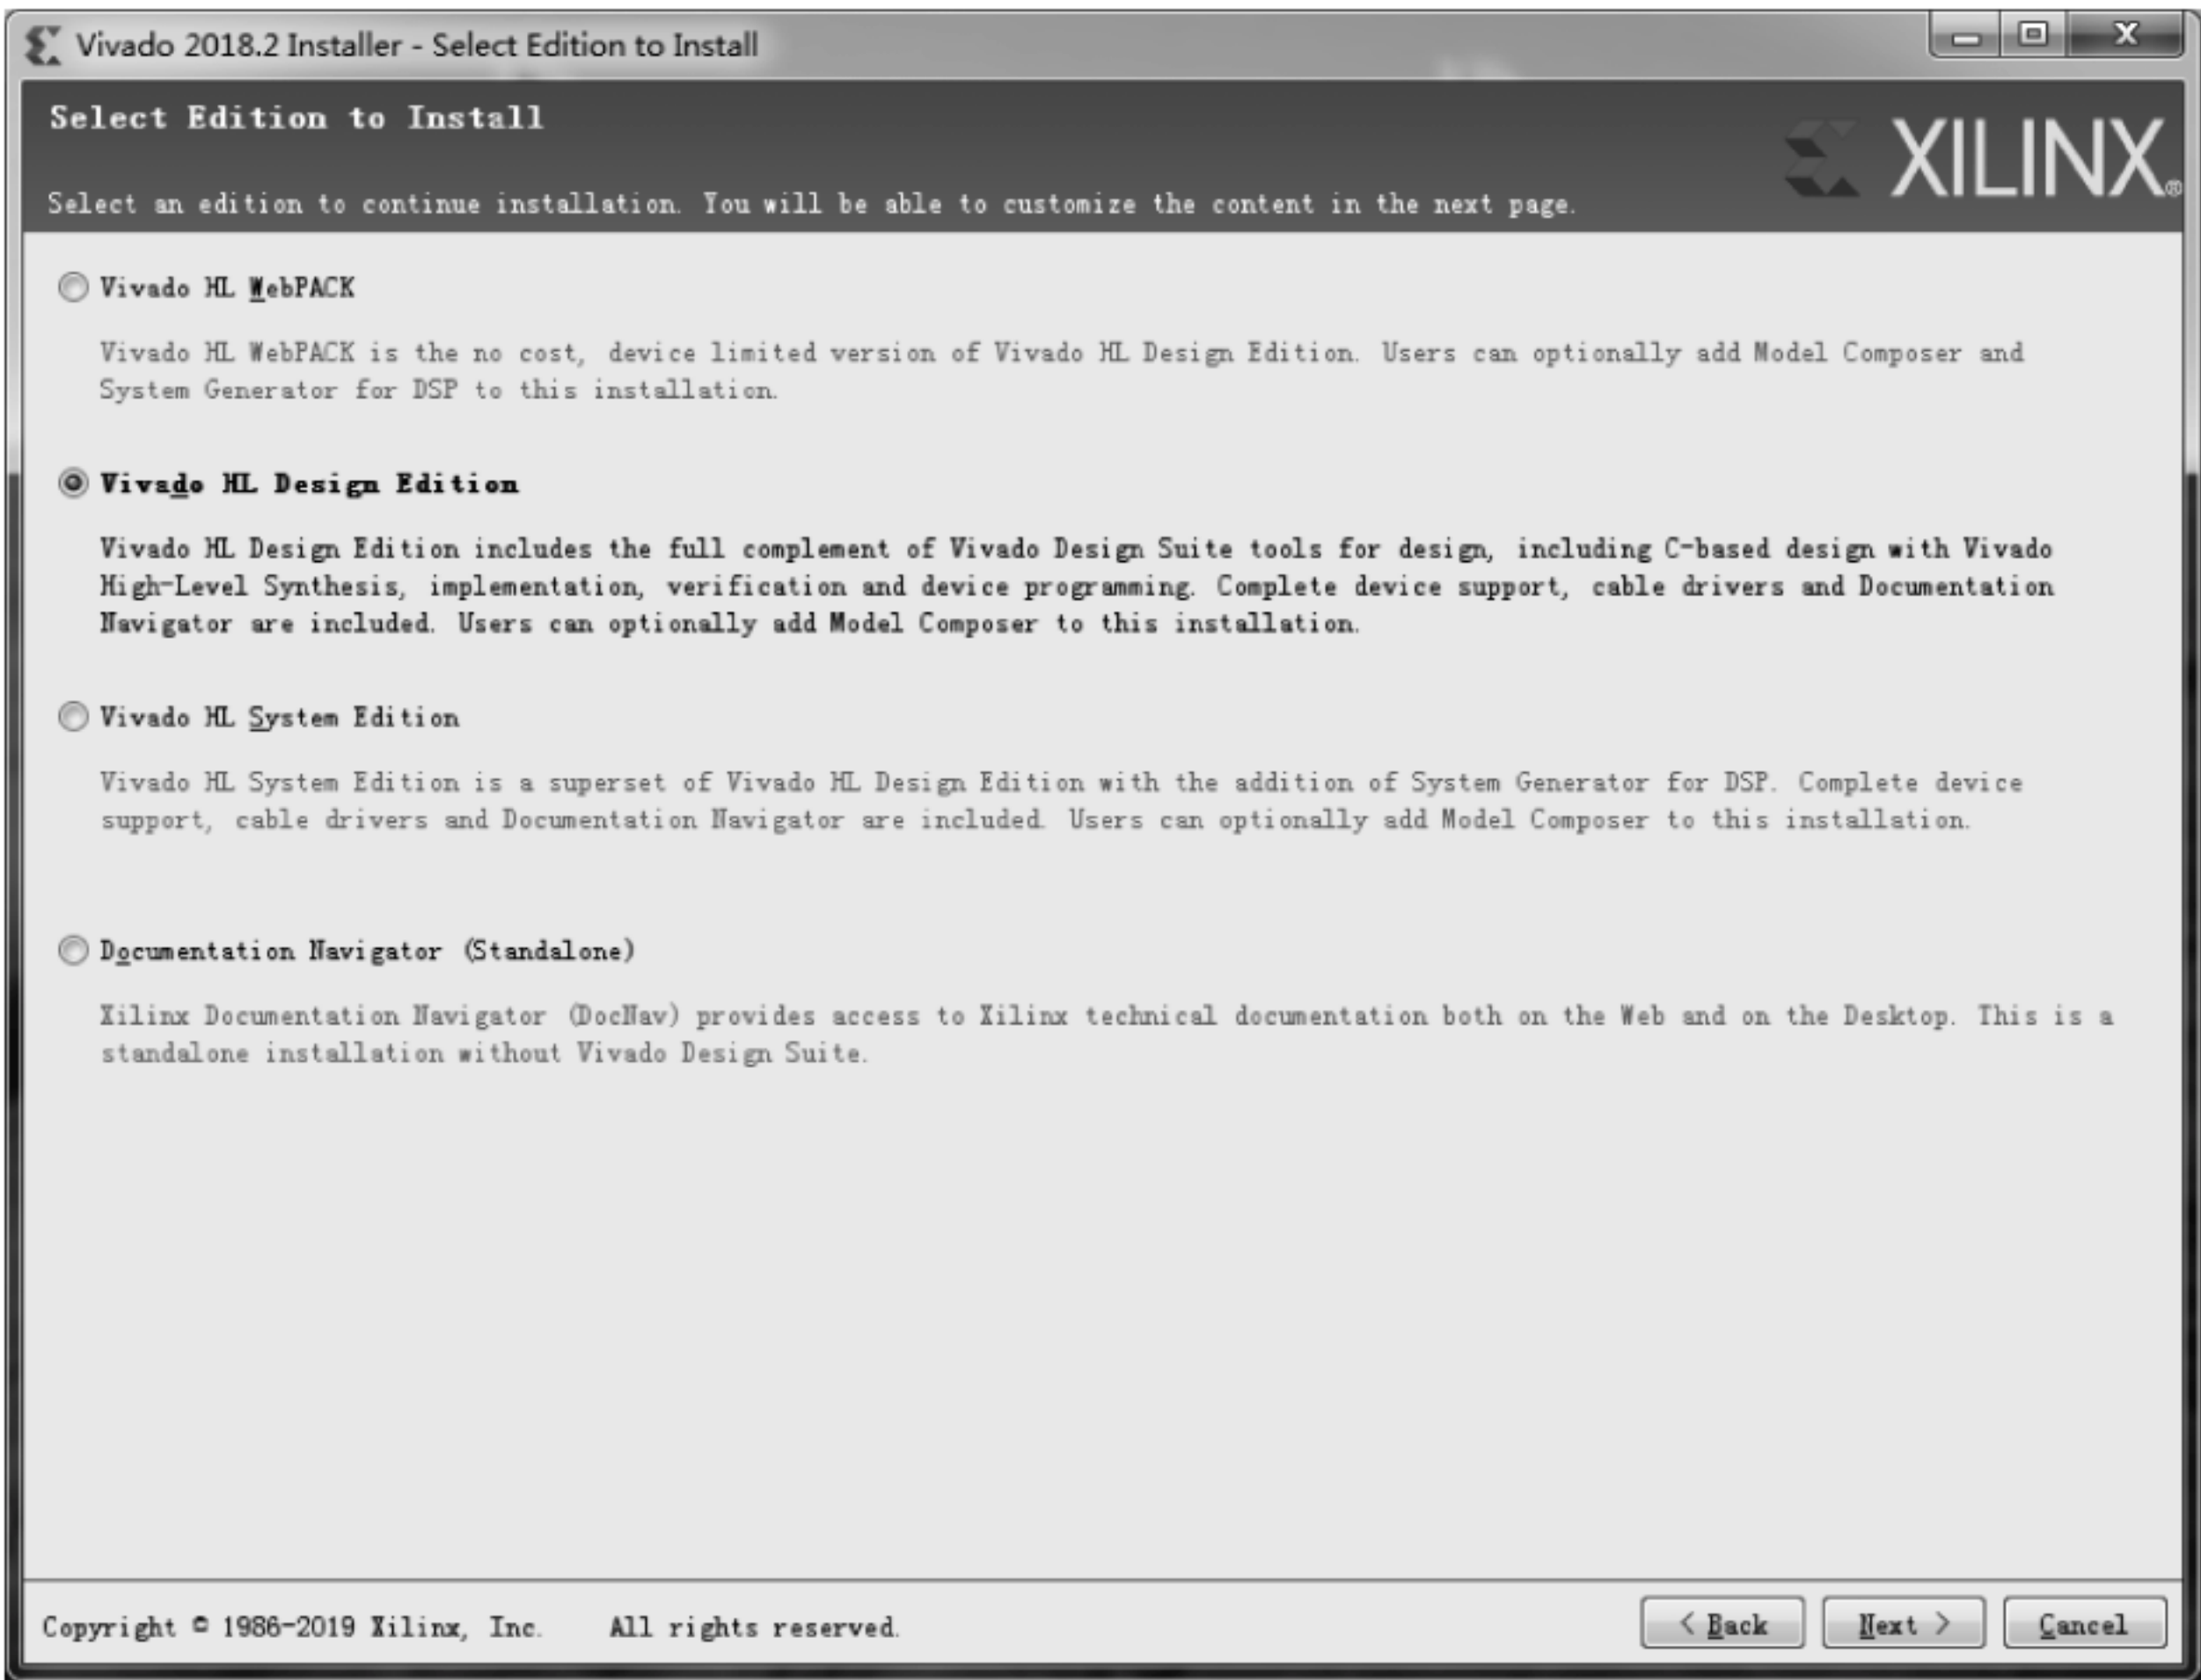 Vivado 2018.2 Installer - Select Edition to Install
Select Edition to Install
XILINX®
Select an edition to continue installation. You will be able to customize the content in the next page.
Vivado HL WebPACK
Vivado HL WebPACK is the no cost, device limited version of Vivado HL Design Edition. Users can optionally add Model Composer and
System Generator for DSP to this installation.
Vivado HL Design Edition
Vivado HL Design Edition includes the full complement of Vivado Design Suite tools for design, including C-based design with Vivado
High-Level Synthesis, implementation, verification and device programming. Complete device support, cable drivers and Documentation
Navigator are included. Users can optionally add Model Composer to this installation.
Vivado HL System Edition
Vivado HL System Edition is a superset of Vivado HL Design Edition with the addition of System Generator for DSP. Complete device
support, cable drivers and Documentation Navigator are included. Users can optionally add Model Composer to this installation.
Documentation Navigator (Standalone)
Xilinx Documentation Navigator (DocNav) provides access to Xilinx technical documentation both on the Web and on the Desktop. This is a
standalone installation without Vivado Design Suite.
Copyright © 1986-2019 Xilinx, Inc. All rights reserved.
< Back
Next >
Cancel